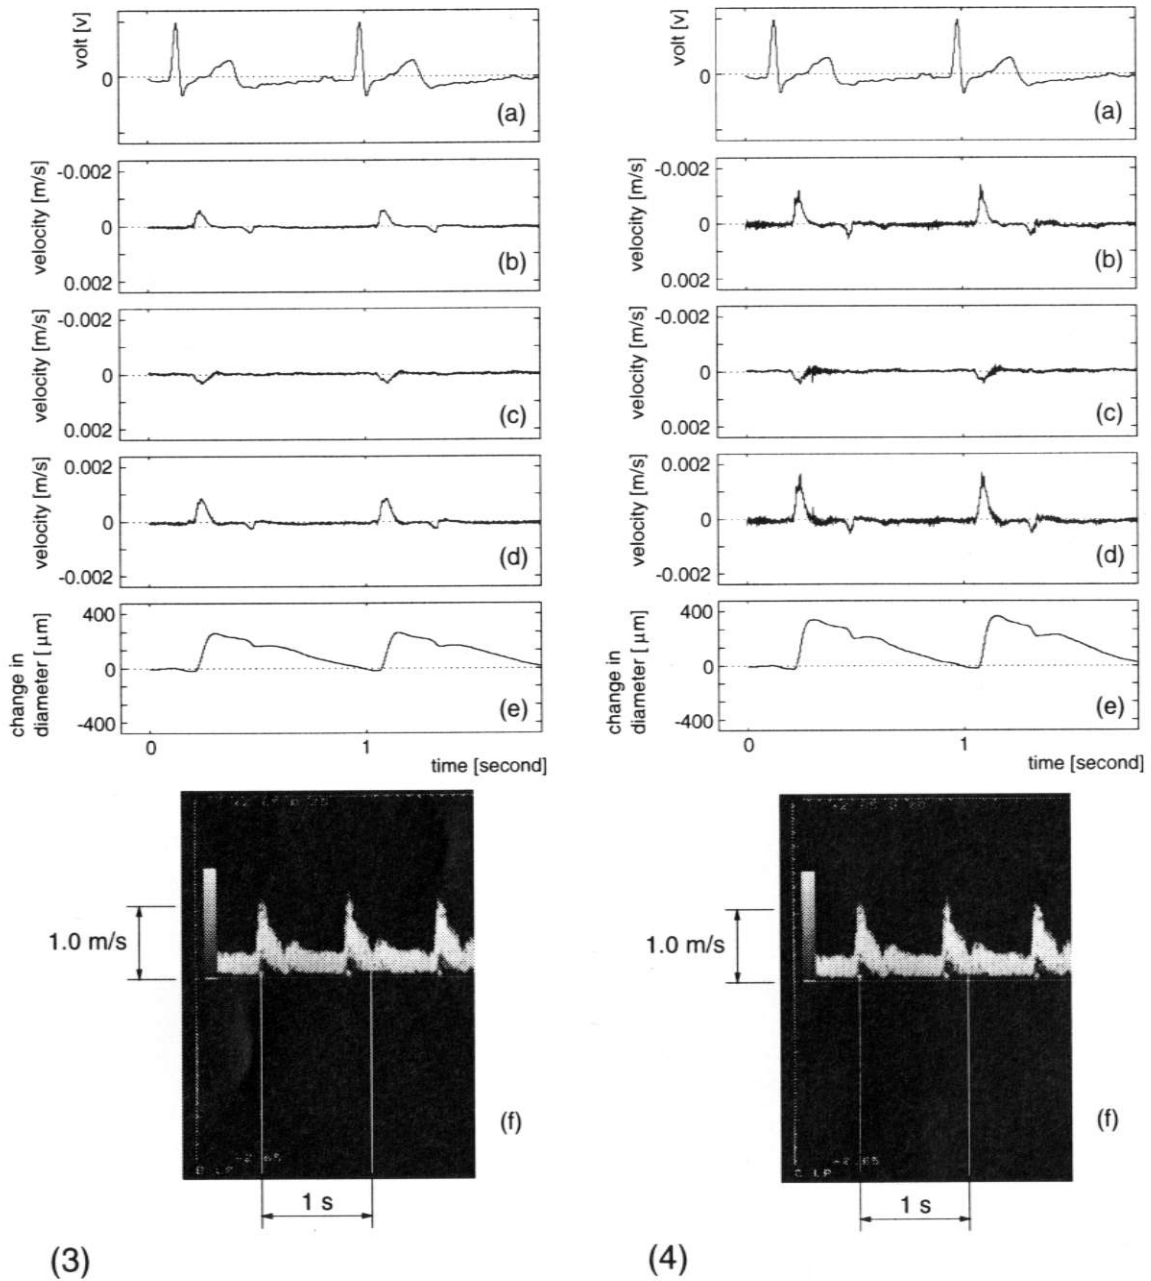 volt [v]
0
(a)
-0.002
velocity [m/s]
0
0.002
(b)
-0.002
velocity [m/s]
0
0.002
(c)
0.002
velocity [m/s]
0
-0.002
(d)
400
change in
diameter [ μm]
0
-400
(e)
0 1
time [second]
1.0 m/s
(f)
1 s
(3)
volt [v]
0
(a)
-0.002
velocity [m/s]
0
0.002
(b)
-0.002
velocity [m/s]
0
0.002
(c)
0.002
velocity [m/s]
0
-0.002
(d)
400
change in
diameter [ μm]
0
-400
(e)
0 1
time [second]
1.0 m/s
(f)
1 s
(4)